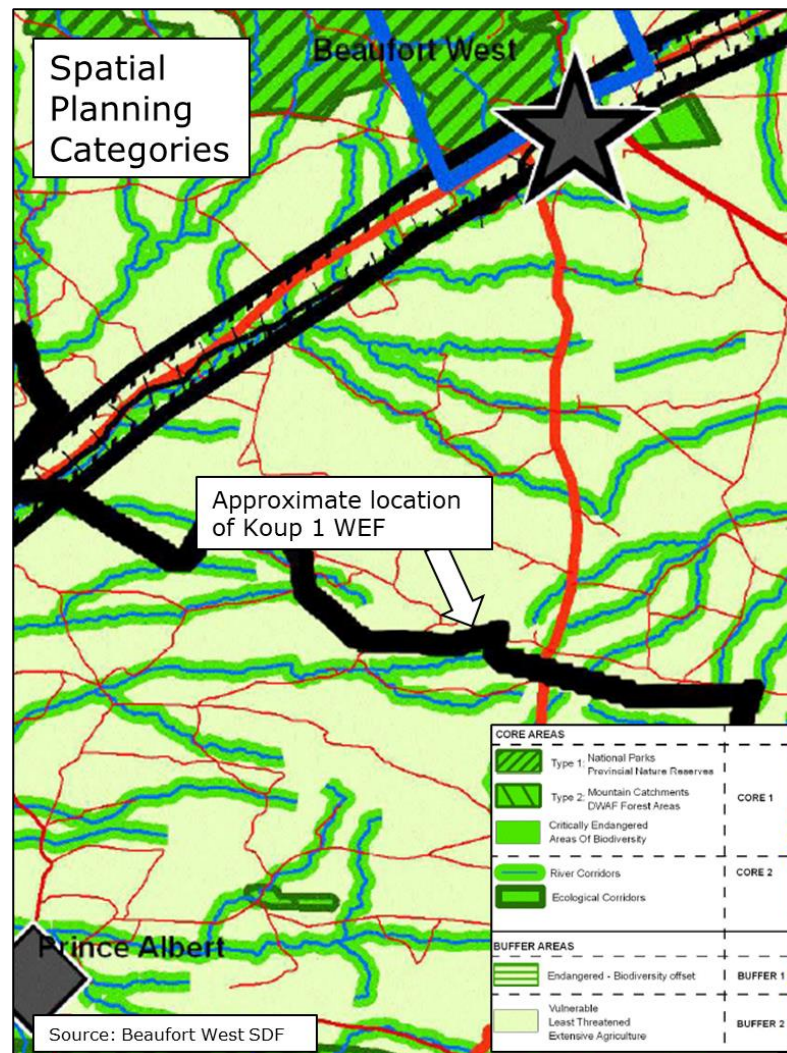 Beaufort West
Spatial
Planning
Categories
Approximate location
of Koup 1 WEF
CORE AREAS
Type 1: National Parks
Provincial Nature Reserves
Type 2: Mountain Catchments
DWAF Forest Areas
CORE 1
Critically Endangered
Areas Of Biodiversity
River Corridors
CORE 2
Ecological Corridors
BUFFER AREAS
Endangered - Biodiversity offset
BUFFER 1
Vulnerable
Least Threatened
Extensive Agriculture
BUFFER 2
Prince Albert
Source: Beaufort West SDF